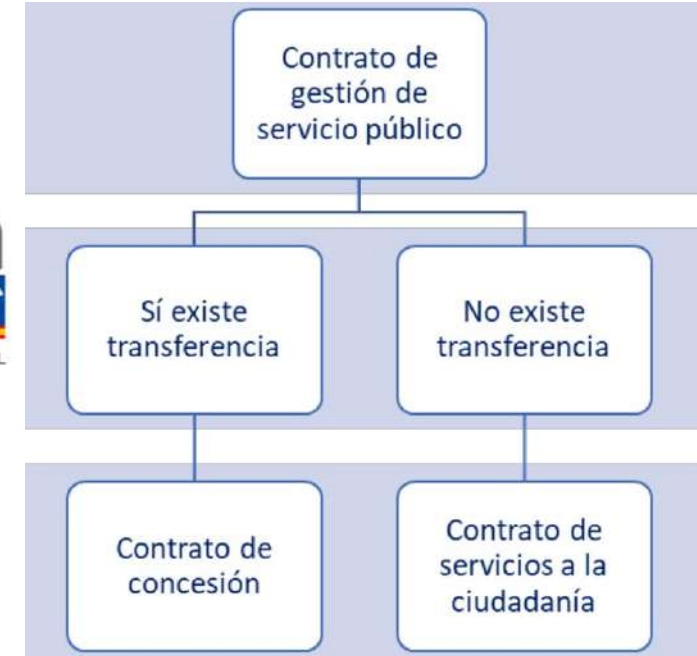 Contrato de
gestión de
servicio público
Sí existe
transferencia
No existe
transferencia
Contrato de
concesión
Contrato de
servicios a la
ciudadanía